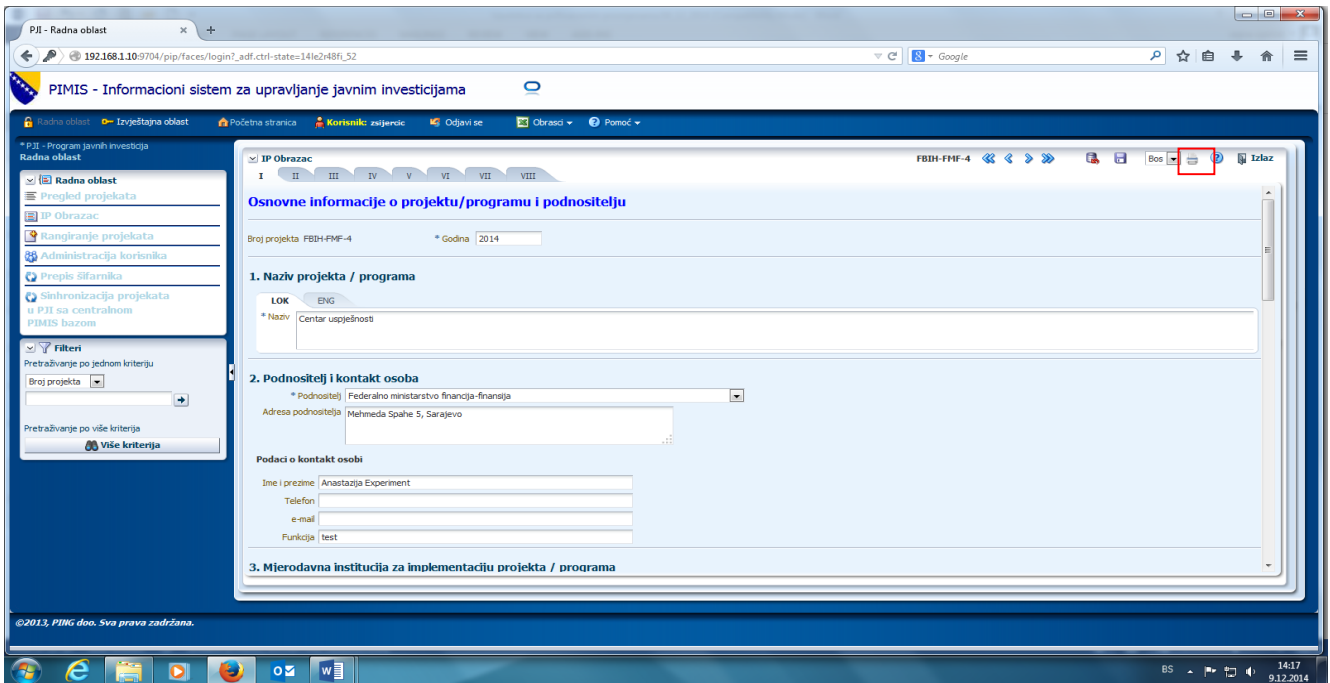 PJI - Radna oblast
192.168.1.10:9704/pip/faces/login?_adf.ctrl-state=14le2r48fi_52
Google
PIMIS - Informacioni sistem za upravljanje javnim investicijama
Radna oblast Izvještajna oblast Početna stranica Korisnik: zsijercic Odjavi se Obrasci Pomoć
* PJI - Program javnih investicija
Radna oblast
Radna oblast
Pregled projekata
IP Obrazac
Rangiranje projekata
Administracija korisnika
Prepis šifarnika
Sinhronizacija projekata
u PJI sa centralnom
PIMIS bazom
Filteri
Pretraživanje po jednom kriteriju
Broj projekta
Pretraživanje po više kriterija
Više kriterija
IP Obrazac FBIH-FMF-4 Bos Izlaz
I II III IV V VI VII VIII
Osnovne informacije o projektu/programu i podnositelju
Broj projekta FBIH-FMF-4 * Godina 2014
1. Naziv projekta / programa
LOK ENG
* Naziv Centar uspješnosti
2. Podnositelj i kontakt osoba
* Podnositelj Federalno ministarstvo financija-finansija
Adresa podnositelja Mehmeda Spahe 5, Sarajevo
Podaci o kontakt osobi
Ime i prezime Anastazija Experiment
Telefon
e-mail
Funkcija test
3. Mjerodavna institucija za implementaciju projekta / programa
©2013, PING doo. Sva prava zadržana.
BS 14:17
9.12.2014